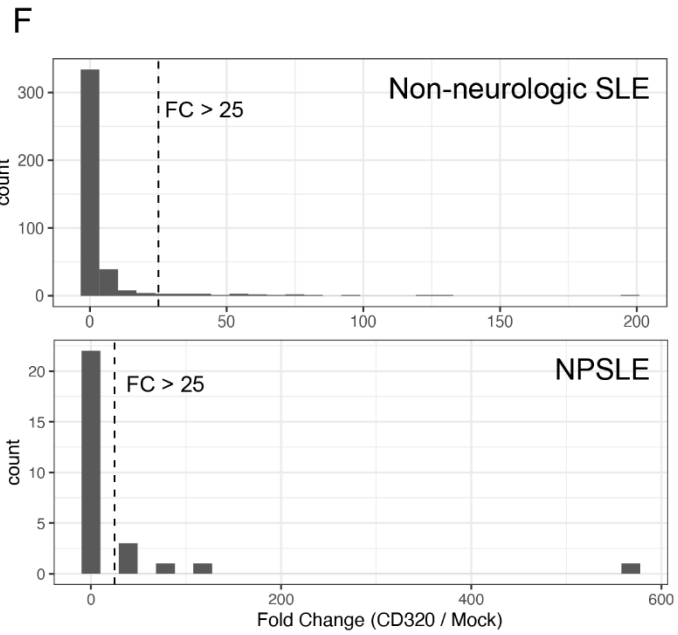 F
Non-neurologic SLE
FC > 25
count
300
200
100
0
0 50 100 150 200
NPSLE
FC > 25
count
20
15
10
5
0
0 200 400 600
Fold Change (CD320 / Mock)